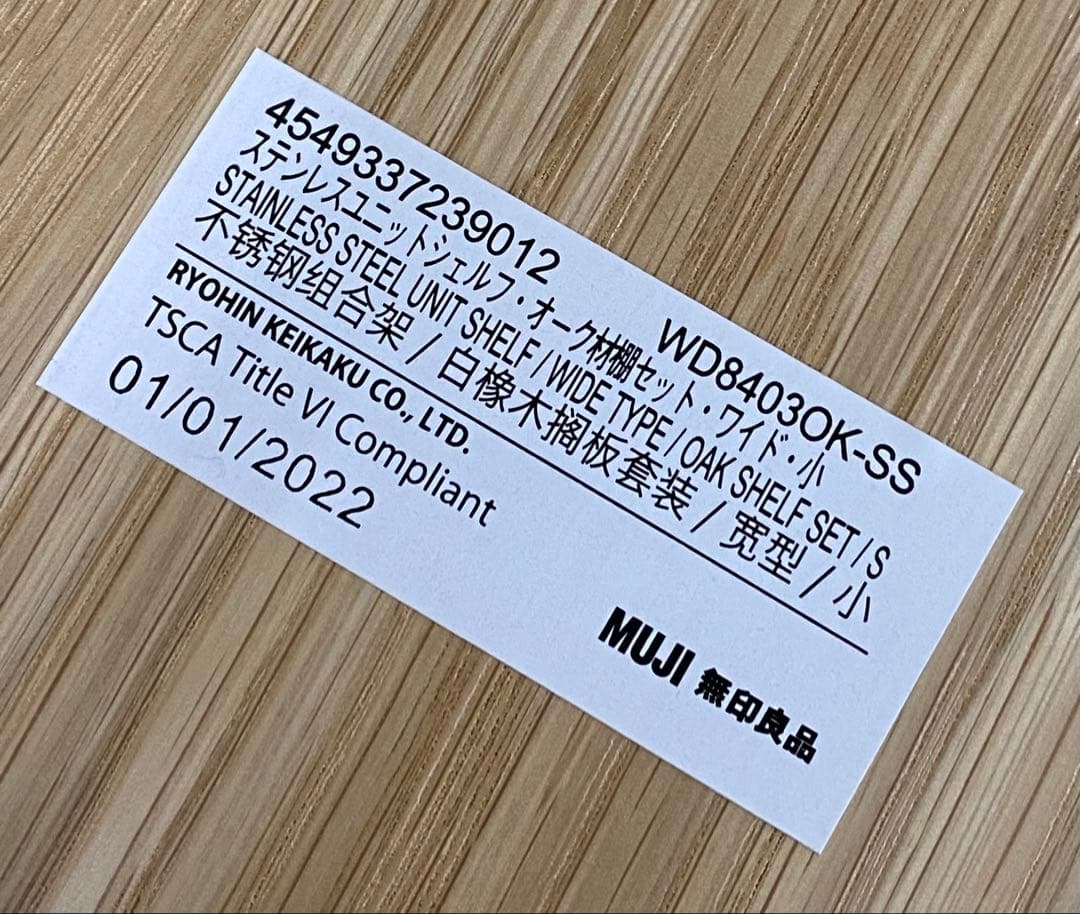 4549337239012 WD8403OK-SS
ステンレスユニットシェルフ・オーク材棚セット・ワイド・小
STAINLESS STEEL UNIT SHELF / WIDE TYPE / OAK SHELF SET / S
不锈钢组合架 / 白橡木搁板套装 / 宽型 / 小
RYOHIN KEIKAKU CO., LTD.
TSCA Title VI Compliant
01/01/2022
MUJI 無印良品